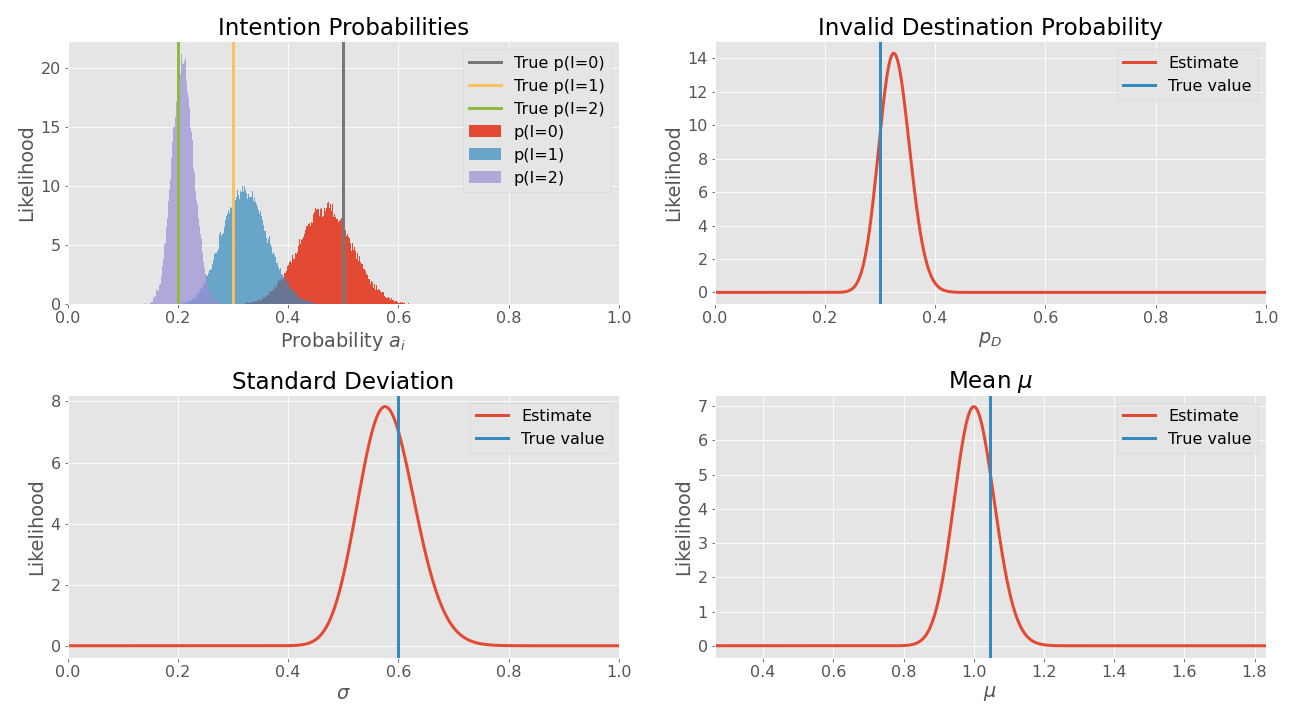 Intention Probabilities
Likelihood
20
15
10
5
0
True p(I=0)
True p(I=1)
True p(I=2)
p(I=0)
p(I=1)
p(I=2)
0.0 0.2 0.4 0.6 0.8 1.0
Probability a_i
Invalid Destination Probability
Likelihood
14
12
10
8
6
4
2
0
Estimate
True value
0.0 0.2 0.4 0.6 0.8 1.0
p_D
Standard Deviation
Likelihood
8
6
4
2
0
Estimate
True value
0.0 0.2 0.4 0.6 0.8 1.0
σ
Mean μ
Likelihood
7
6
5
4
3
2
1
0
Estimate
True value
0.4 0.6 0.8 1.0 1.2 1.4 1.6 1.8
μ